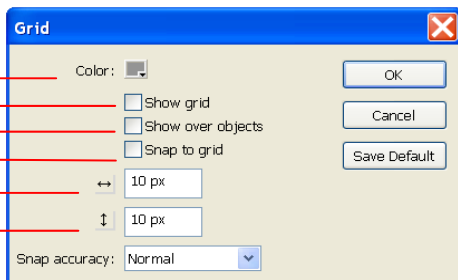 Grid
Color:
OK
Show grid
Cancel
Show over objects
Snap to grid
Save Default
10 px
10 px
Snap accuracy: Normal